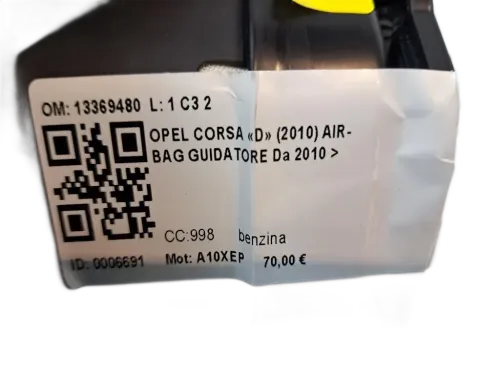 OM: 13369480 L: 1 C3 2
OPEL CORSA «D» (2010) AIR-
BAG GUIDATORE Da 2010 >
CC:998 benzina
ID: 0006691 Mot: A10XEP 70,00 €